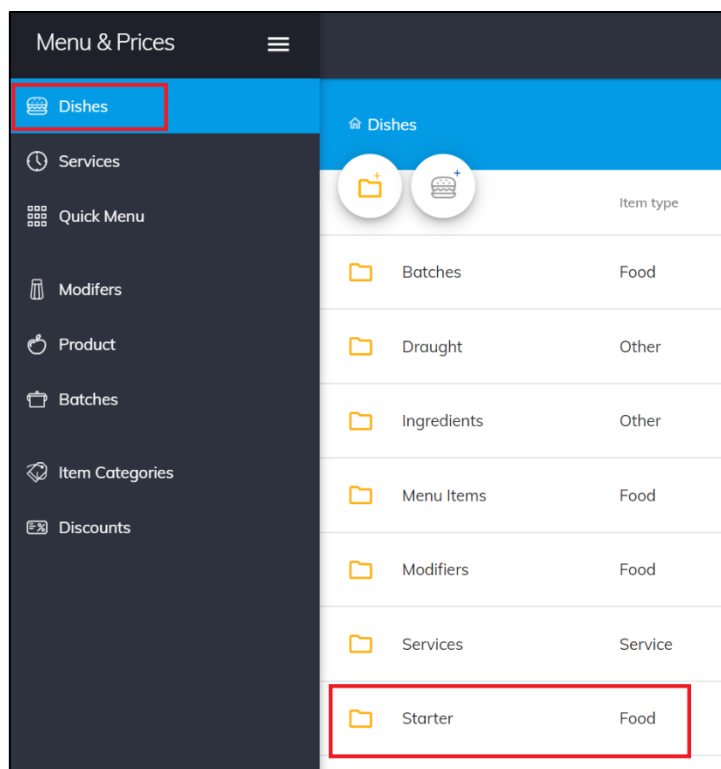 Menu & Prices
Dishes
Services
Quick Menu
Modifers
Product
Batches
Item Categories
Discounts
Dishes
Item type
Batches Food
Draught Other
Ingredients Other
Menu Items Food
Modifiers Food
Services Service
Starter Food